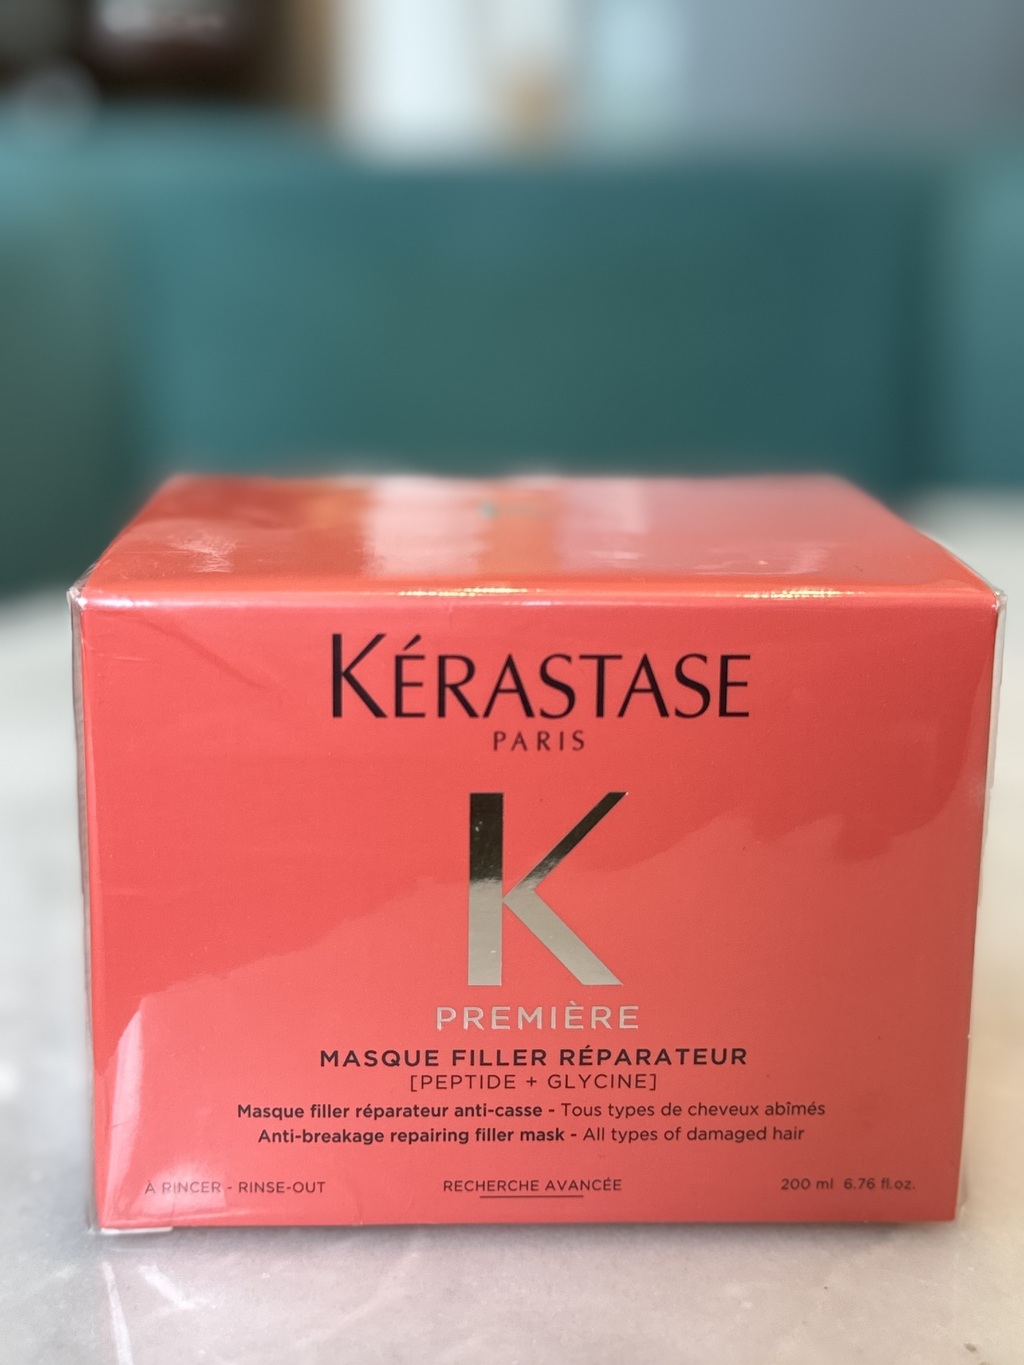 KÉRASTASE
PARIS
K
PREMIÈRE
MASQUE FILLER RÉPARATEUR
[PEPTIDE + GLYCINE]
Masque filler réparateur anti-casse - Tous types de cheveux abîmés
Anti-breakage repairing filler mask - All types of damaged hair
À RINCER - RINSE-OUT RECHERCHE AVANCÉE 200 ml 6.76 fl.oz.